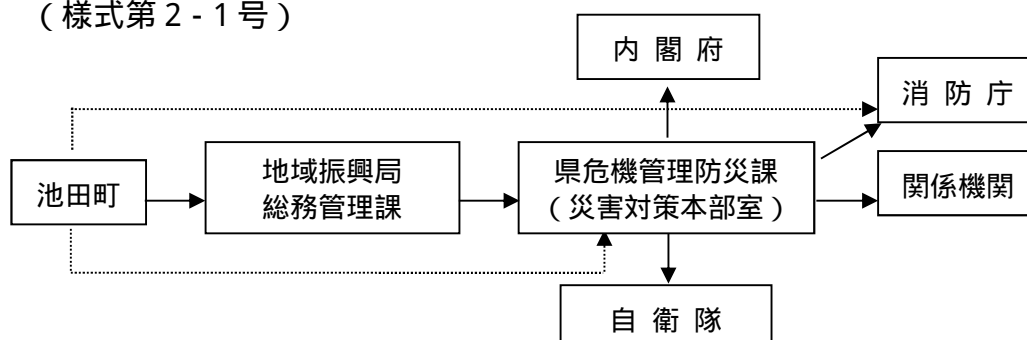 （様式第２-１号）
内 閣 府
消 防 庁
池田町
地域振興局
総務管理課
県危機管理防災課
（災害対策本部室）
関係機関
自 衛 隊